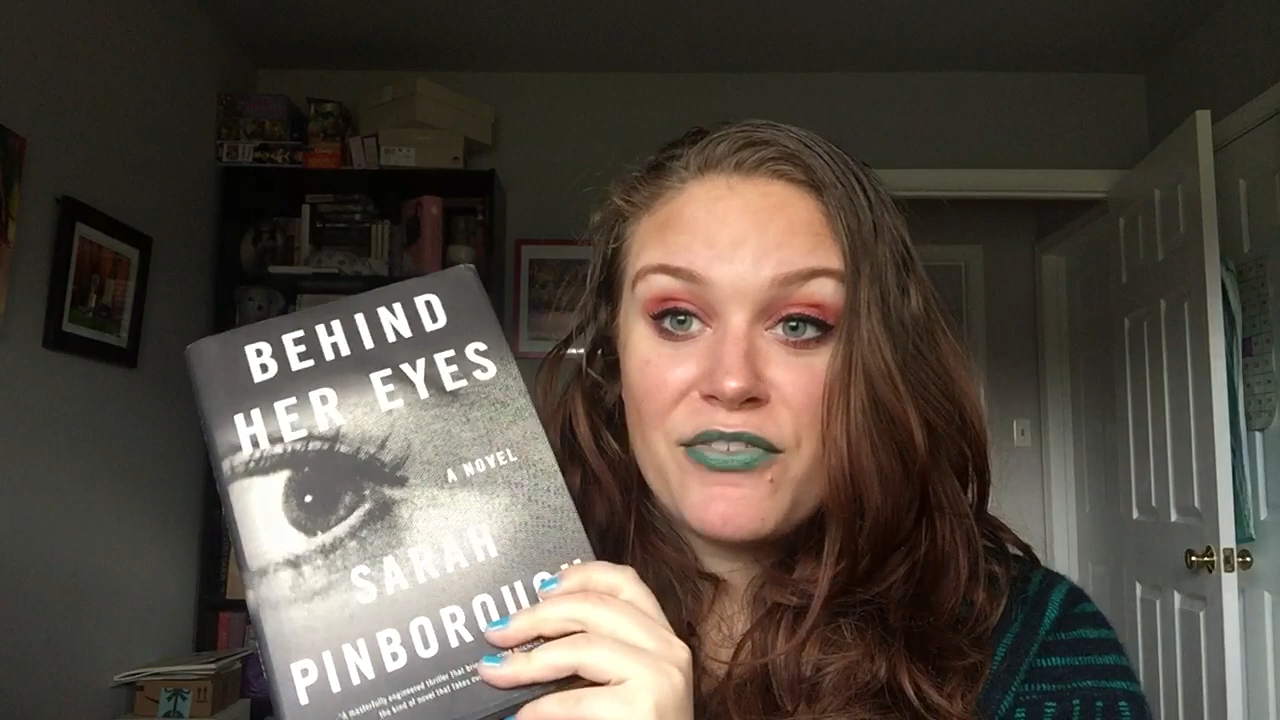 BEHIND
HER EYES
A NOVEL
SARAH
PINBOROUGH
"A masterfully engineered thriller that
the kind of novel that takes